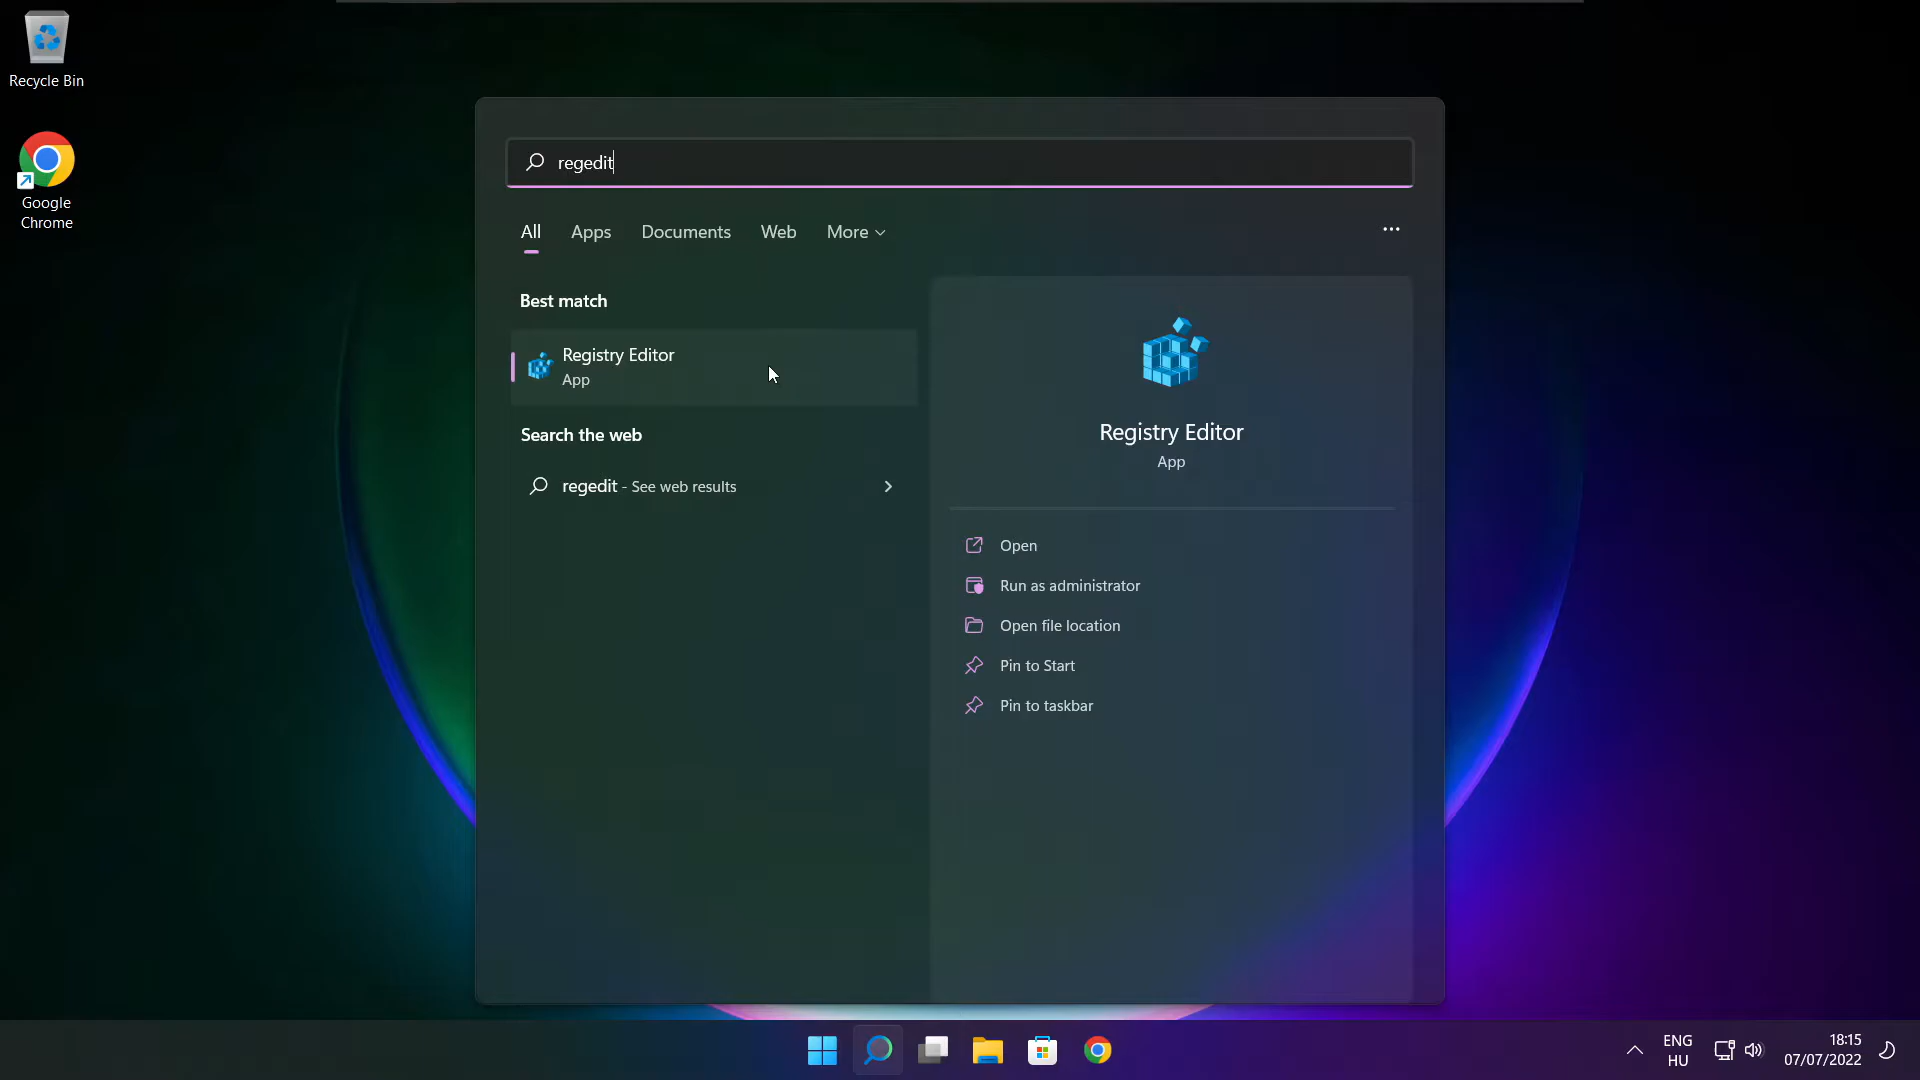 Recycle Bin
Google
Chrome
regedit
All Apps Documents Web More ...
Best match
Registry Editor
App
Search the web
regedit - See web results
Registry Editor
App
Open
Run as administrator
Open file location
Pin to Start
Pin to taskbar
ENG
HU
18:15
07/07/2022